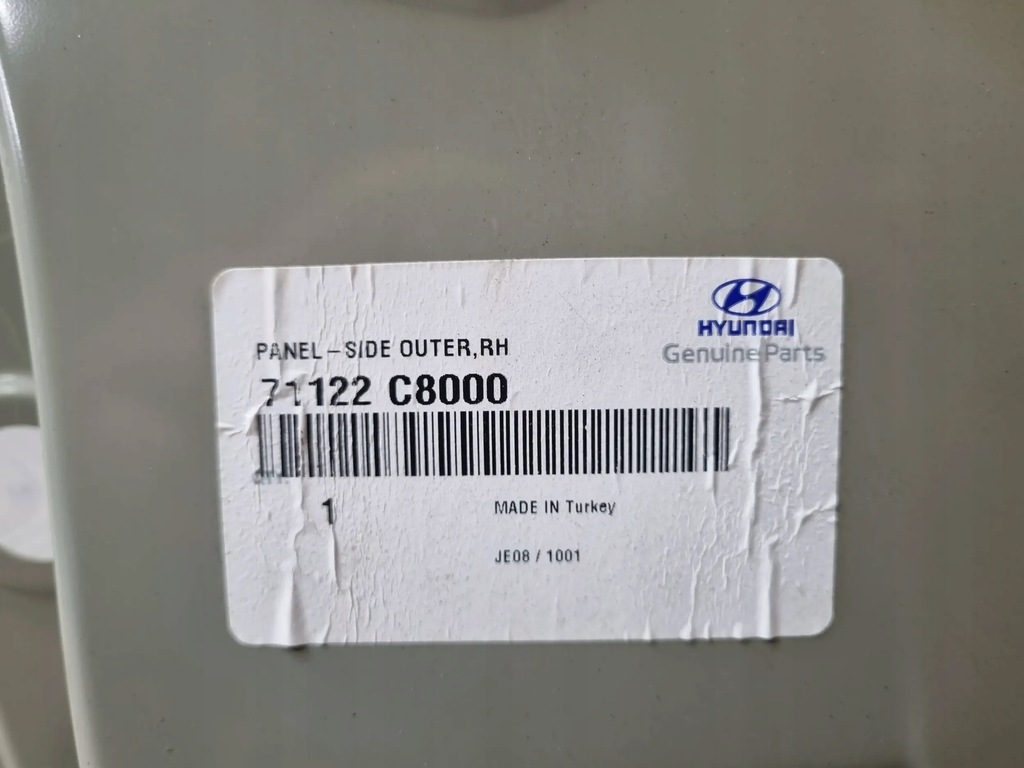 HYUNDAI
Genuine Parts
PANEL-SIDE OUTER,RH
71122 C8000
1
MADE IN Turkey
JE08 / 1001